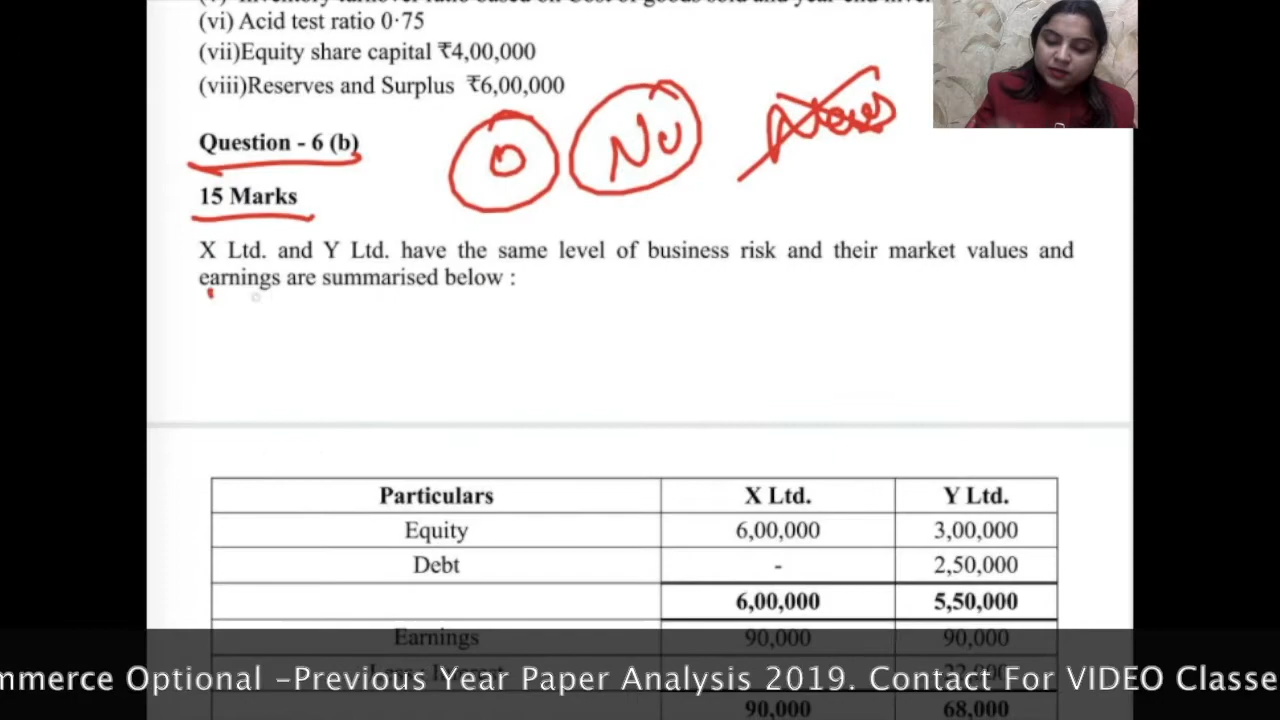 (vi) Acid test ratio 0·75
(vii)Equity share capital ₹4,00,000
(viii)Reserves and Surplus ₹6,00,000
Question - 6 (b)
O NU
15 Marks
X Ltd. and Y Ltd. have the same level of business risk and their market values and
earnings are summarised below :
Particulars X Ltd. Y Ltd.
Equity 6,00,000 3,00,000
Debt - 2,50,000
6,00,000 5,50,000
Earnings 90,000 90,000
90,000 68,000
mmerce Optional –Previous Year Paper Analysis 2019. Contact For VIDEO Classe